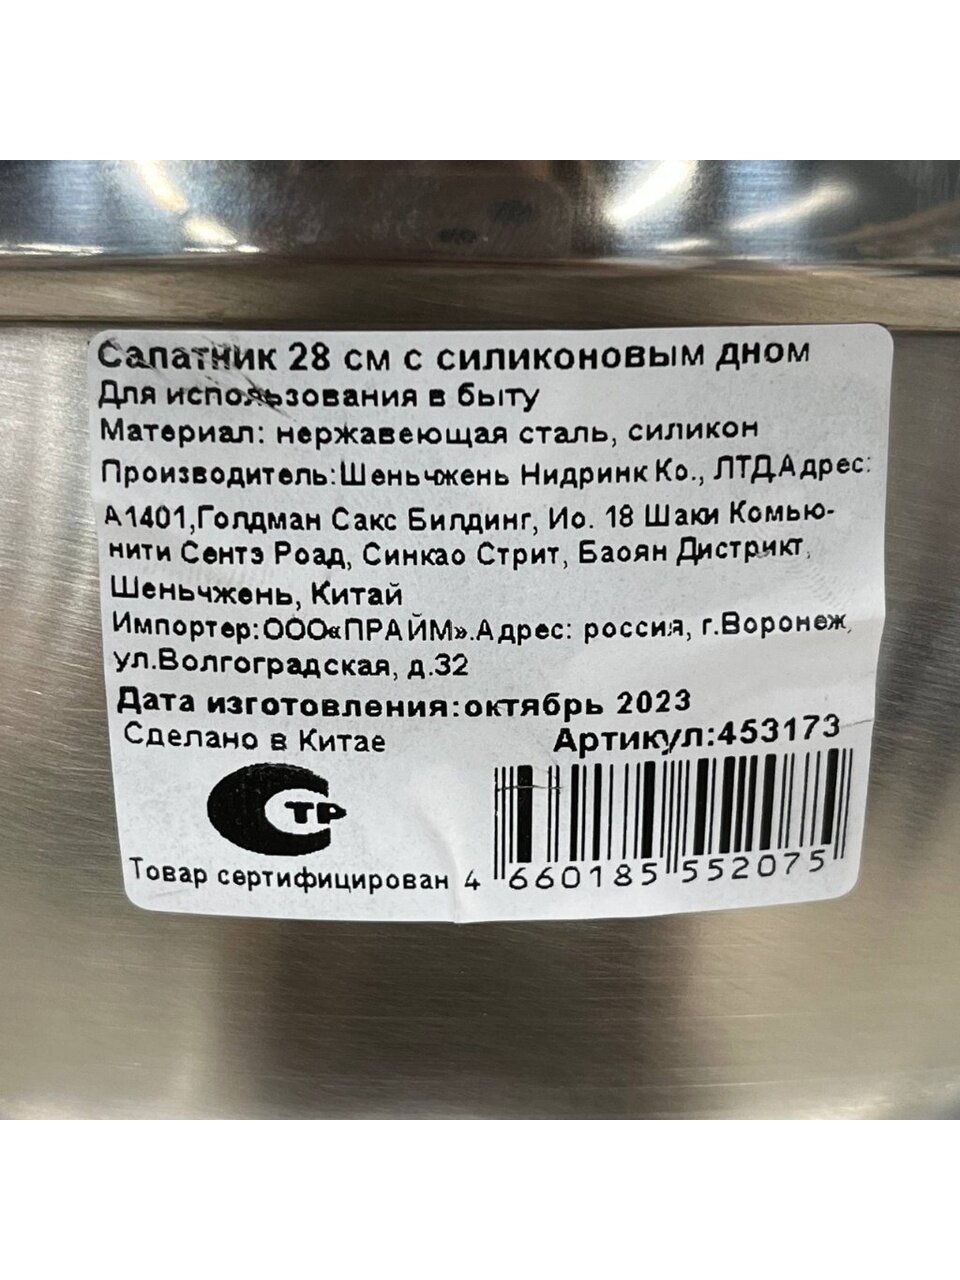 Салатник 28 см с силиконовым дном
Для использования в быту
Материал: нержавеющая сталь, силикон
Производитель:Шеньчжень Нидринк Ко., ЛТДАдрес:
А1401,Голдман Сакс Билдинг, Ио. 18 Шаки Комью-
нити Сентэ Роад, Синкао Стрит, Баоян Дистрикт,
Шеньчжень, Китай
Импортер:ООО«ПРАЙМ».Адрес: россия, г.Воронеж,
ул.Волгоградская, д.32
Дата изготовления:октябрь 2023
Сделано в Китае
Артикул:453173
СТР
Товар сертифицирован
4 660185 552075